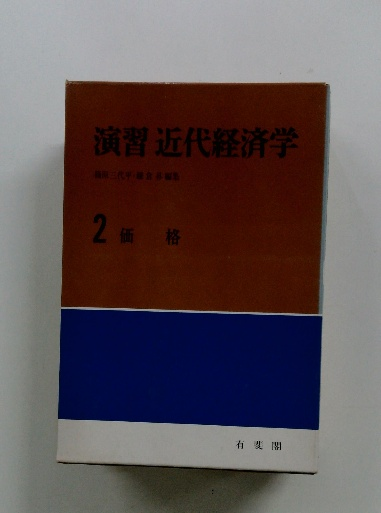 演習 近代経済学
2 価 格
有斐閣